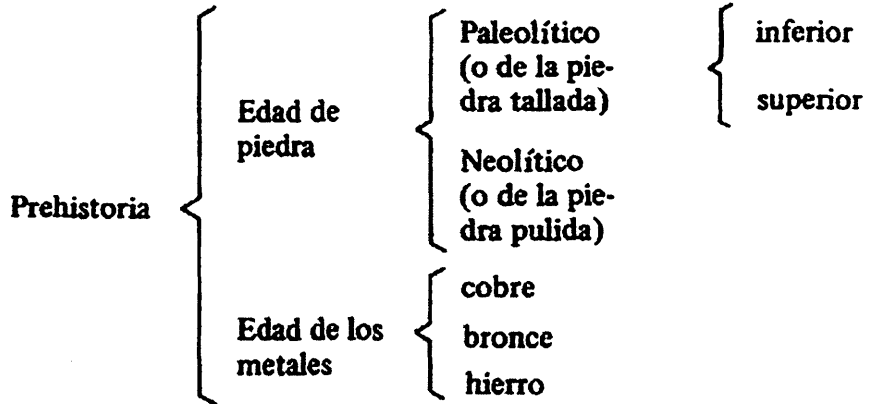 Prehistoria
Edad de
piedra
Paleolítico
(o de la pie-
dra tallada)
inferior
superior
Neolítico
(o de la pie-
dra pulida)
Edad de los
metales
cobre
bronce
hierro